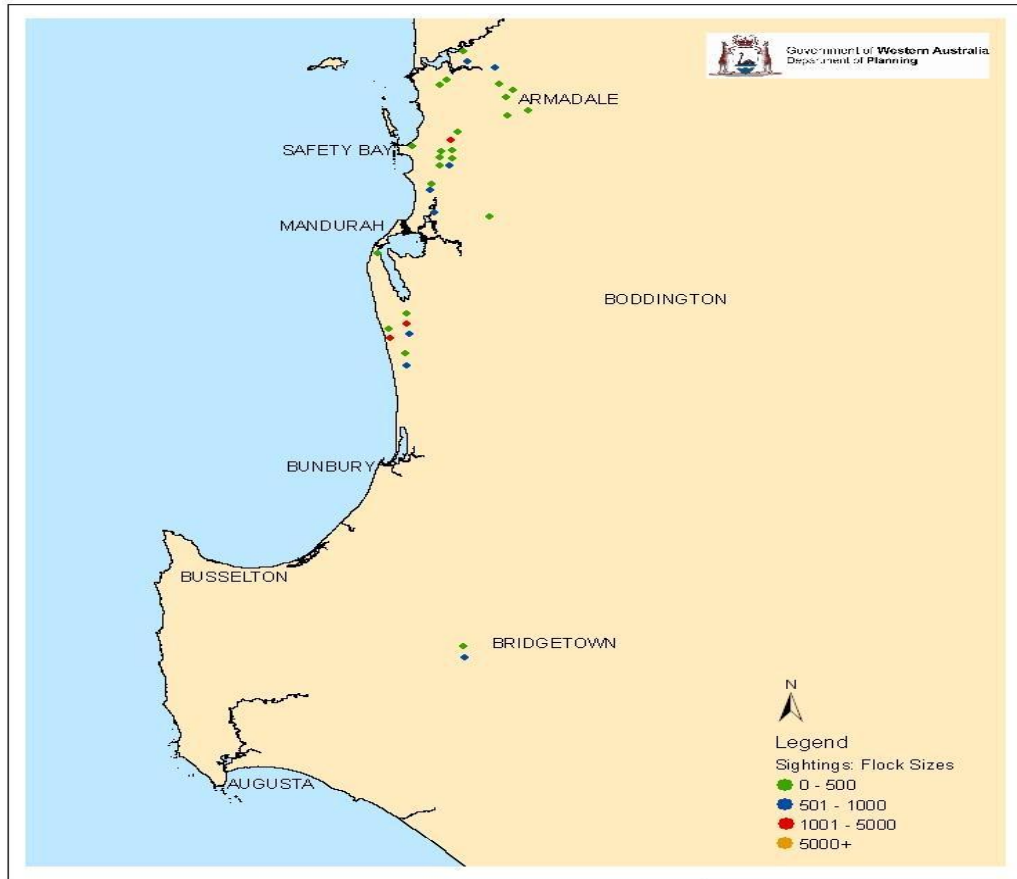 Government of Western Australia
Department of Planning
ARMADALE
SAFETY BAY
MANDURAH
BODDINGTON
BUNBURY
BUSSELTON
BRIDGETOWN
N
Legend
Sightings: Flock Sizes
0 - 500
501 - 1000
1001 - 5000
5000+
AUGUSTA